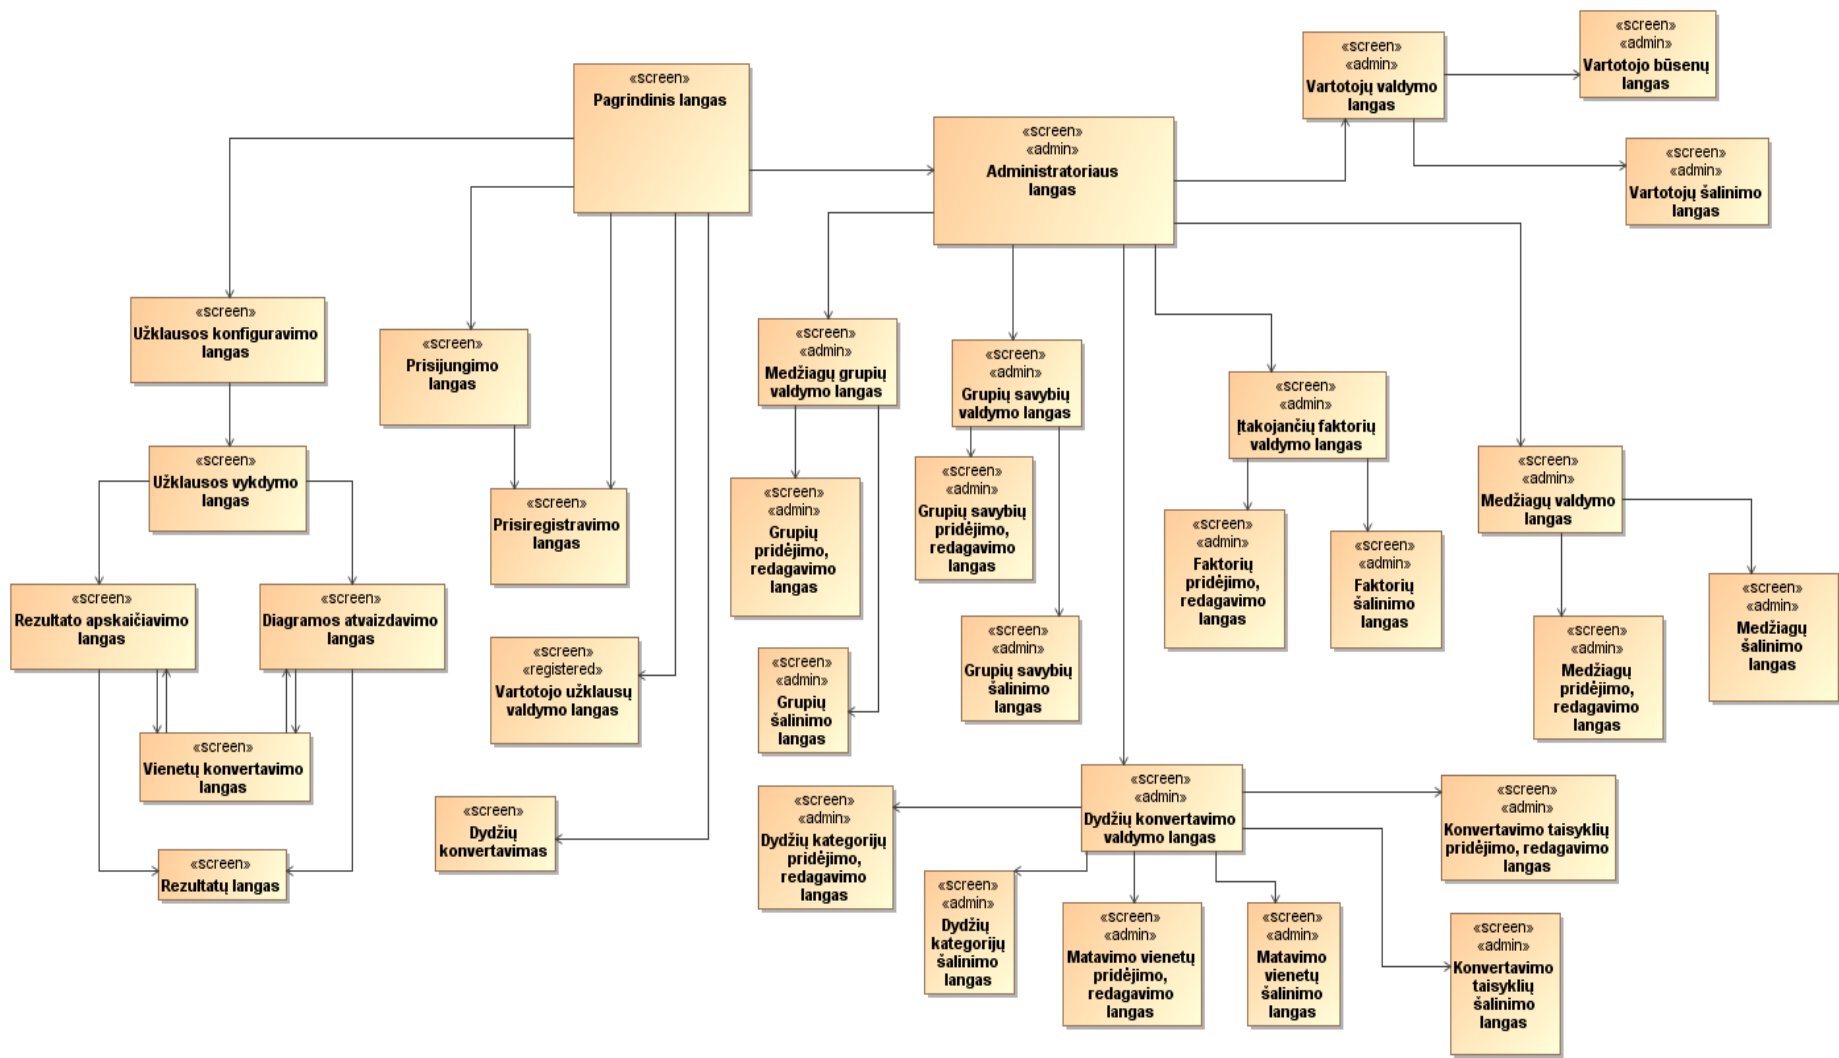 «screen»
Pagrindinis langas
«screen»
«admin»
Administratoriaus
langas
«screen»
«admin»
Vartotojų valdymo
langas
«screen»
«admin»
Vartotojo būsenų
langas
«screen»
«admin»
Vartotojų šalinimo
langas
«screen»
Užklausos konfiguravimo
langas
«screen»
Prisijungimo
langas
«screen»
«admin»
Medžiagų grupių
valdymo langas
«screen»
«admin»
Grupių savybių
valdymo langas
«screen»
«admin»
Įtakojančių faktorių
valdymo langas
«screen»
«admin»
Medžiagų valdymo
langas
«screen»
Užklausos vykdymo
langas
«screen»
Prisiregistravimo
langas
«screen»
«admin»
Grupių
pridėjimo,
redagavimo
langas
«screen»
«admin»
Grupių savybių
pridėjimo,
redagavimo
langas
«screen»
«admin»
Faktorių
pridėjimo,
redagavimo
langas
«screen»
«admin»
Faktorių
šalinimo
langas
«screen»
«admin»
Medžiagų
šalinimo
langas
«screen»
Rezultato apskaičiavimo
langas
«screen»
Diagramos atvaizdavimo
langas
«screen»
«registered»
Vartotojo užklausų
valdymo langas
«screen»
«admin»
Grupių
šalinimo
langas
«screen»
«admin»
Grupių savybių
šalinimo
langas
«screen»
«admin»
Medžiagų
pridėjimo,
redagavimo
langas
«screen»
Vienetų konvertavimo
langas
«screen»
Dydžių
konvertavimas
«screen»
«admin»
Dydžių kategorijų
pridėjimo,
redagavimo
langas
«screen»
«admin»
Dydžių konvertavimo
valdymo langas
«screen»
«admin»
Konvertavimo taisyklių
pridėjimo, redagavimo
langas
«screen»
Rezultatų langas
«screen»
«admin»
Dydžių
kategorijų
šalinimo
langas
«screen»
«admin»
Matavimo vienetų
pridėjimo,
redagavimo
langas
«screen»
«admin»
Matavimo
vienetų
šalinimo
langas
«screen»
«admin»
Konvertavimo
taisyklių
šalinimo
langas